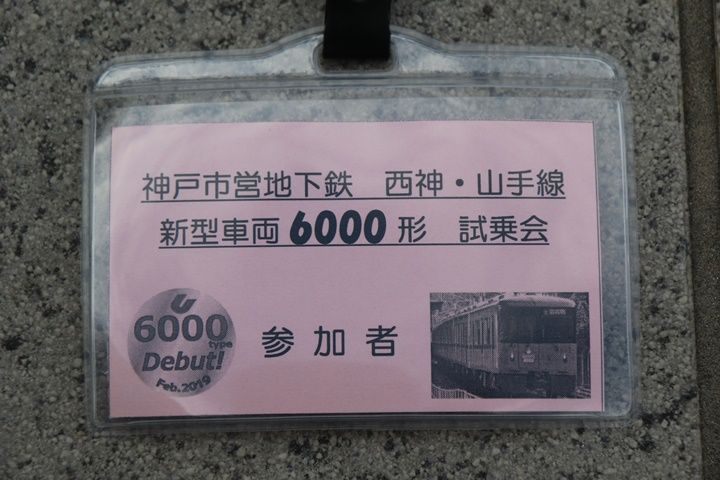 神戸市営地下鉄　西神・山手線
新型車両 6000 形　試乗会
6000
type
Debut!
Feb.2019
参加者